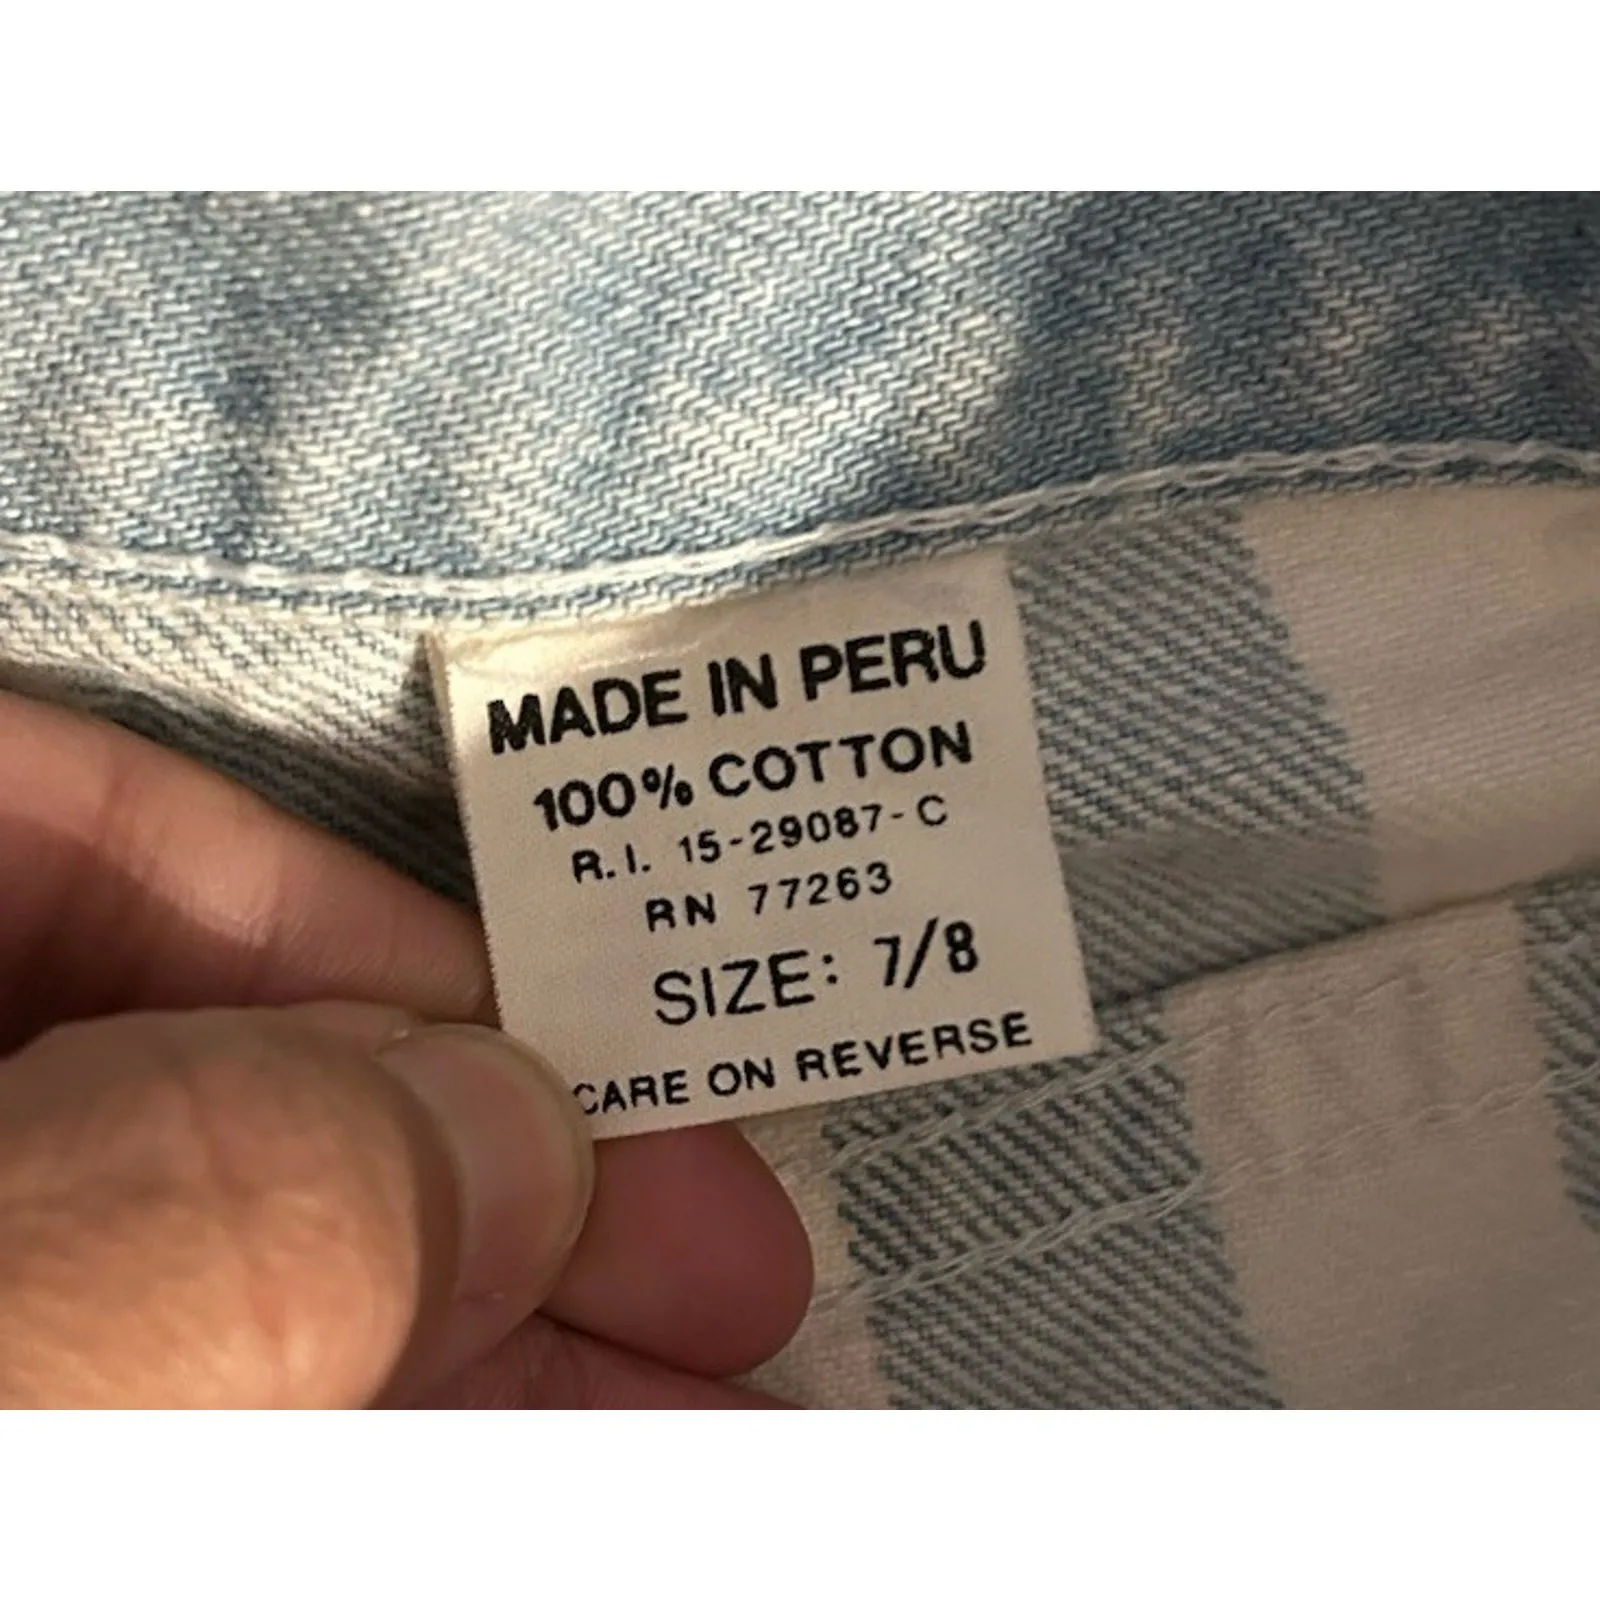 MADE IN PERU
100% COTTON
R.I. 15-29087-C
RN 77263
SIZE: 7/8
CARE ON REVERSE